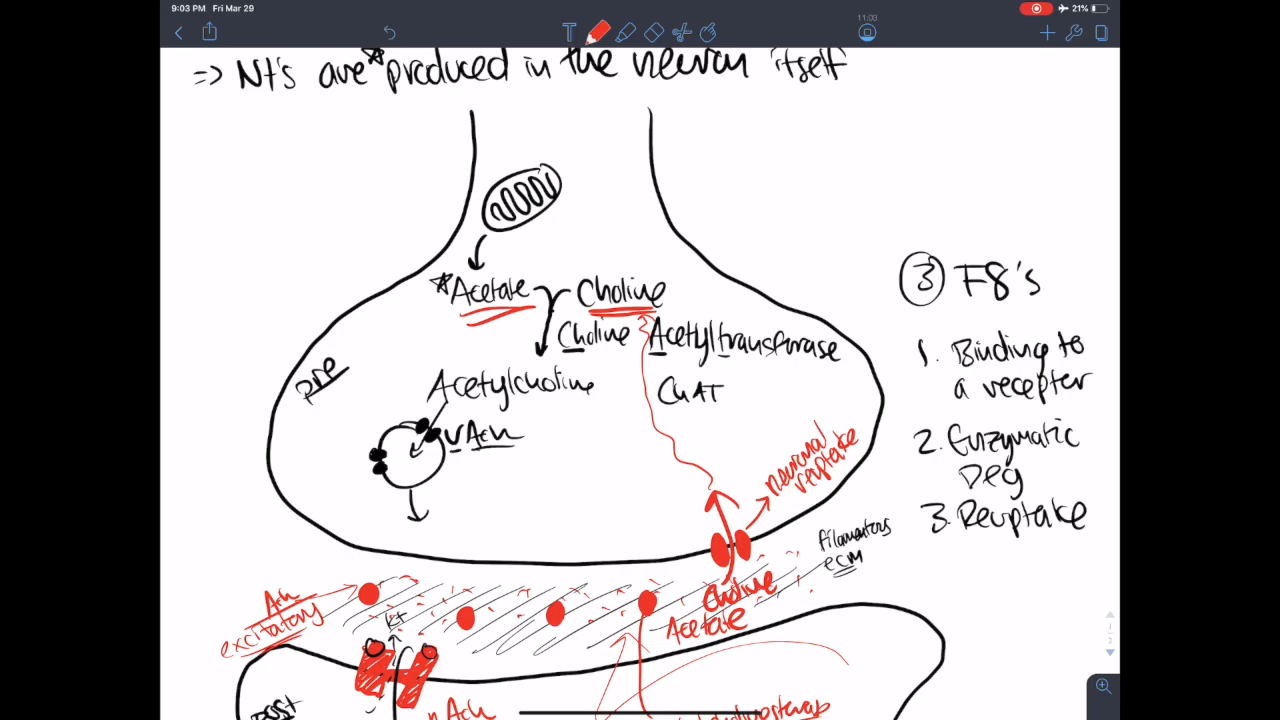 9:03 PM Fri Mar 29
21%
11:03
=> Nt's are *produced in the neuron itself
*Acetate
Choline
Choline Acetyltransferase
ChAT
Acetylcholine
pre
vAch
neuronal reuptake
filamentous
ecm
Choline
Acetate
Ach
excitatory
K+
post
nAch
3 F8's
1. Binding to
a receptor
2. Enzymatic
Deg
3. Reuptake